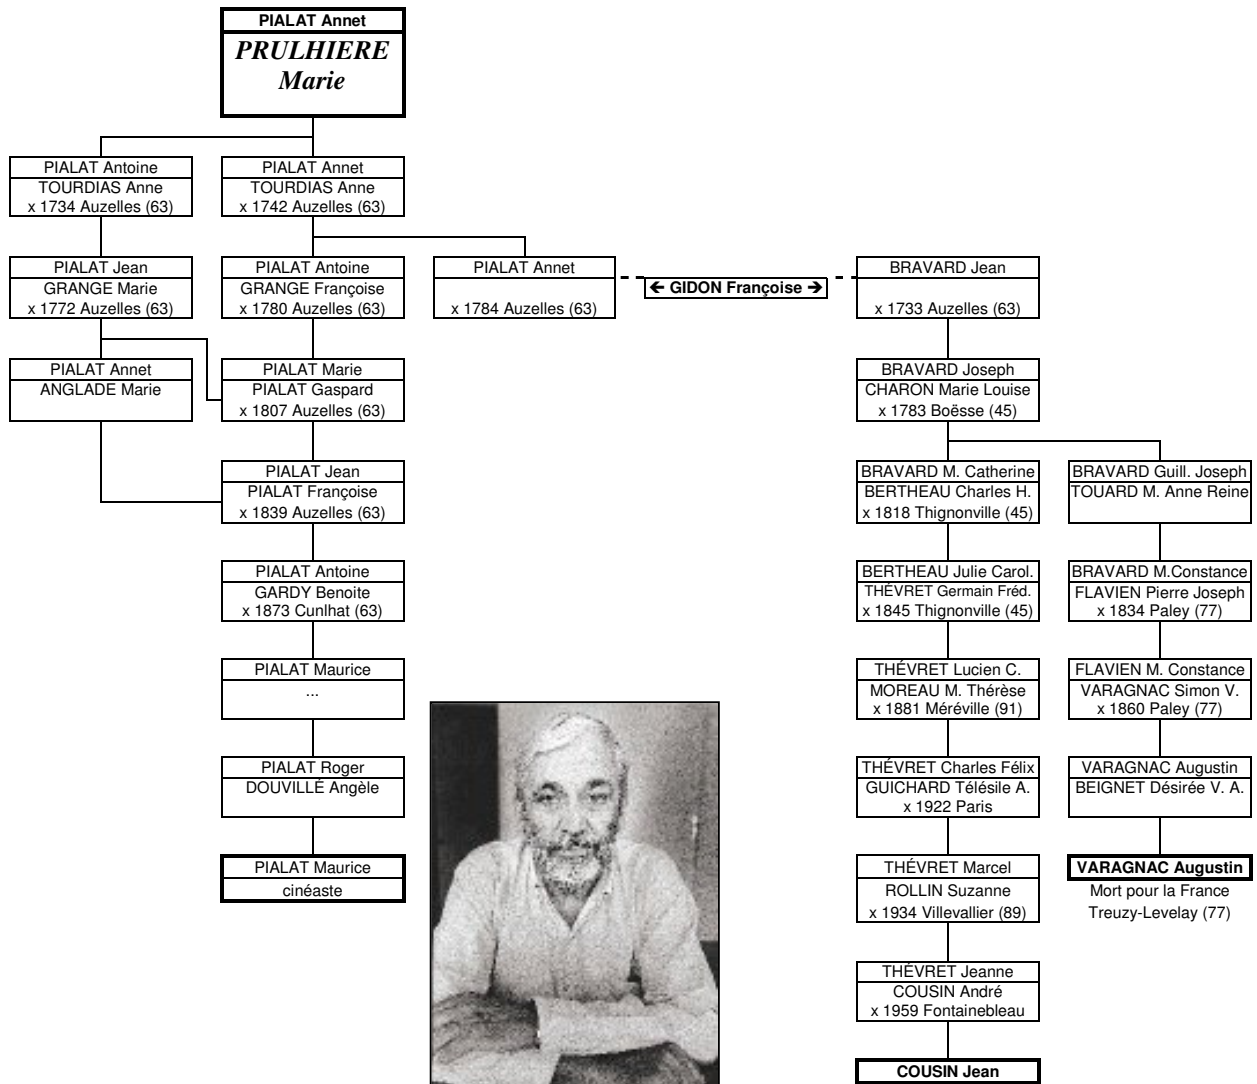 PIALAT Annet
PRULHIERE
Marie
PIALAT Antoine
TOURDIAS Anne
x 1734 Auzelles (63)
PIALAT Annet
TOURDIAS Anne
x 1742 Auzelles (63)
PIALAT Jean
GRANGE Marie
x 1772 Auzelles (63)
PIALAT Antoine
GRANGE Françoise
x 1780 Auzelles (63)
PIALAT Annet
x 1784 Auzelles (63)
← GIDON Françoise →
BRAVARD Jean
x 1733 Auzelles (63)
PIALAT Annet
ANGLADE Marie
PIALAT Marie
PIALAT Gaspard
x 1807 Auzelles (63)
BRAVARD Joseph
CHARON Marie Louise
x 1783 Boësse (45)
PIALAT Jean
PIALAT Françoise
x 1839 Auzelles (63)
BRAVARD M. Catherine
BERTHEAU Charles H.
x 1818 Thignonville (45)
BRAVARD Guill. Joseph
TOUARD M. Anne Reine
PIALAT Antoine
GARDY Benoite
x 1873 Cunlhat (63)
BERTHEAU Julie Carol.
THÉVRET Germain Fréd.
x 1845 Thignonville (45)
BRAVARD M.Constance
FLAVIEN Pierre Joseph
x 1834 Paley (77)
PIALAT Maurice
...
THÉVRET Lucien C.
MOREAU M. Thérèse
x 1881 Méréville (91)
FLAVIEN M. Constance
VARAGNAC Simon V.
x 1860 Paley (77)
PIALAT Roger
DOUVILLÉ Angèle
THÉVRET Charles Félix
GUICHARD Télésile A.
x 1922 Paris
VARAGNAC Augustin
BEIGNET Désirée V. A.
PIALAT Maurice
cinéaste
THÉVRET Marcel
ROLLIN Suzanne
x 1934 Villevallier (89)
VARAGNAC Augustin
Mort pour la France
Treuzy-Levelay (77)
THÉVRET Jeanne
COUSIN André
x 1959 Fontainebleau
COUSIN Jean